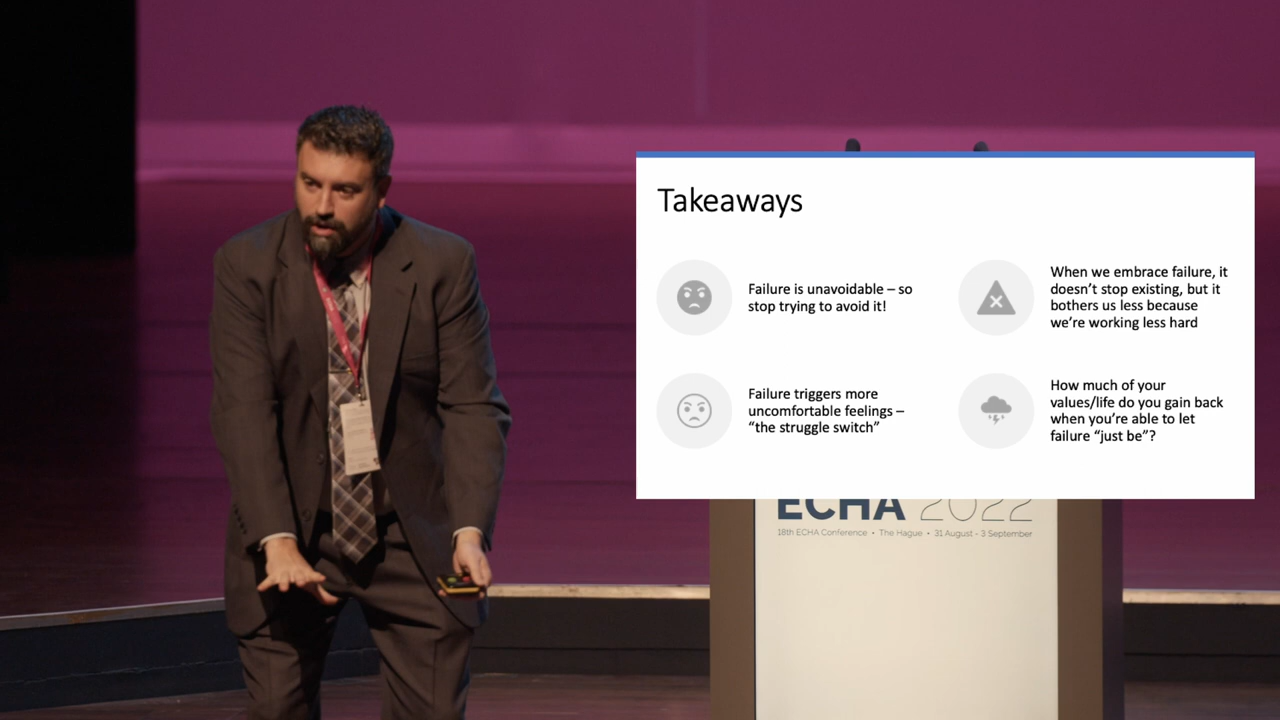 Takeaways
Failure is unavoidable – so
stop trying to avoid it!
When we embrace failure, it
doesn't stop existing, but it
bothers us less because
we're working less hard
Failure triggers more
uncomfortable feelings –
"the struggle switch"
How much of your
values/life do you gain back
when you're able to let
failure "just be"?
ECHA 2022
18th ECHA Conference • The Hague • 31 August - 3 September